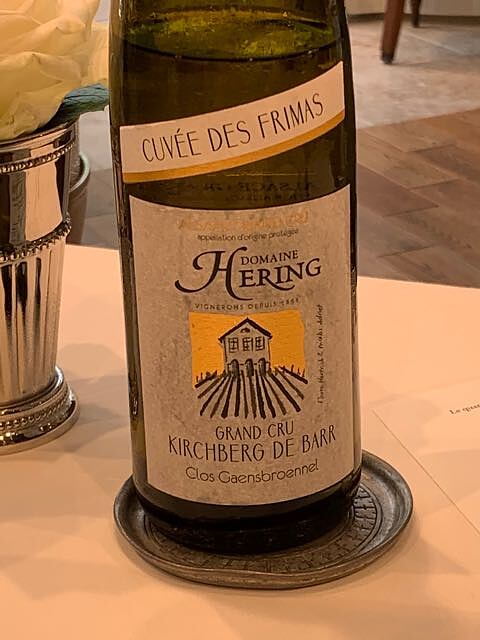 CUVÉE DES FRIMAS
appellation d'origine protégée
DOMAINE
HERING
VIGNERONS DEPUIS 1858
GRAND CRU
KIRCHBERG DE BARR
Clos Gaensbroennel